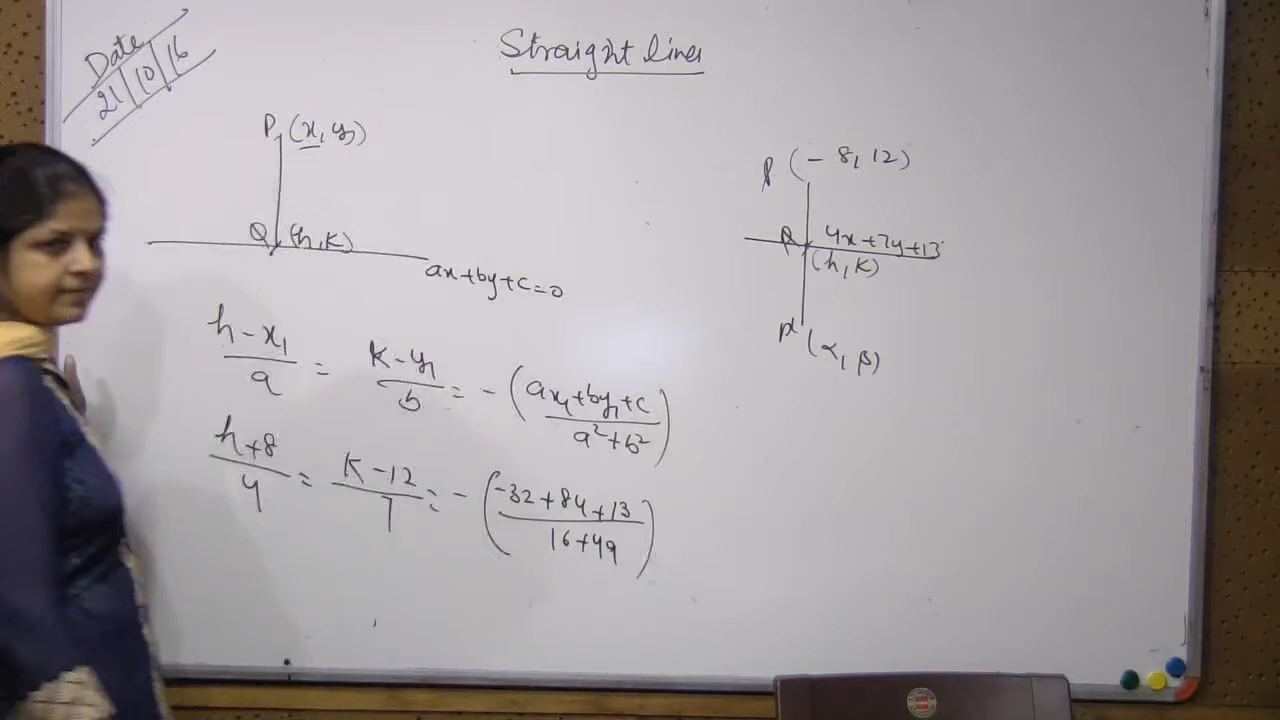 Straight lines
Date
21/10/16
P (x₁ y₁)
Q (h, K)
ax+by+c=0
h-x₁/a = K-y₁/b = -(ax₁+by₁+c/a²+b²)
h+8/4 = K-12/7 = -(-32+84+13/16+49)
P (-8, 12)
Q 4x+7y+13
(h, K)
P' (α, β)